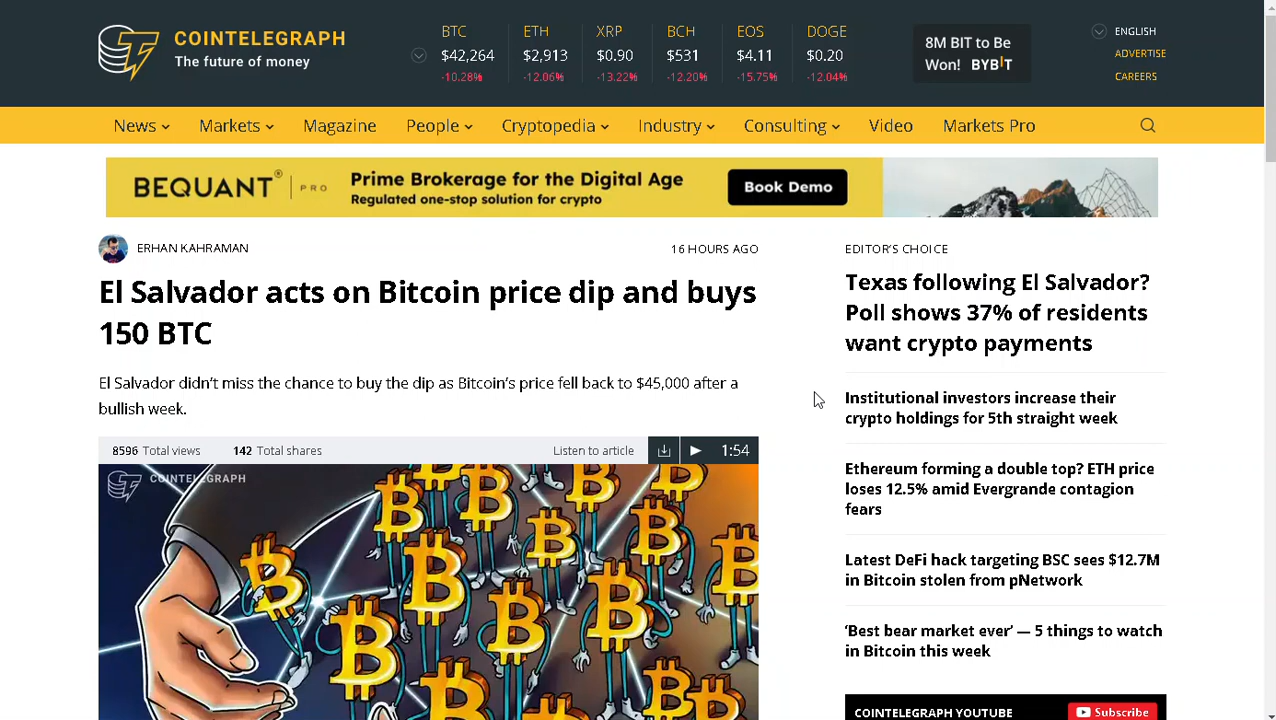 COINTELEGRAPH
The future of money
BTC ETH XRP BCH EOS DOGE
$42,264 $2,913 $0.90 $531 $4.11 $0.20
-10.28% -12.06% -13.22% -12.20% -15.75% -12.04%
8M BIT to Be
Won! BYBIT
ENGLISH
ADVERTISE
CAREERS
News Markets Magazine People Cryptopedia Industry Consulting Video Markets Pro
BEQUANT® | PRO
Prime Brokerage for the Digital Age
Regulated one-stop solution for crypto
Book Demo
ERHAN KAHRAMAN
16 HOURS AGO
El Salvador acts on Bitcoin price dip and buys
150 BTC
El Salvador didn’t miss the chance to buy the dip as Bitcoin’s price fell back to $45,000 after a
bullish week.
8596 Total views 142 Total shares Listen to article 1:54
COINTELEGRAPH
EDITOR’S CHOICE
Texas following El Salvador?
Poll shows 37% of residents
want crypto payments
Institutional investors increase their
crypto holdings for 5th straight week
Ethereum forming a double top? ETH price
loses 12.5% amid Evergrande contagion
fears
Latest DeFi hack targeting BSC sees $12.7M
in Bitcoin stolen from pNetwork
‘Best bear market ever’ — 5 things to watch
in Bitcoin this week
COINTELEGRAPH YOUTUBE Subscribe